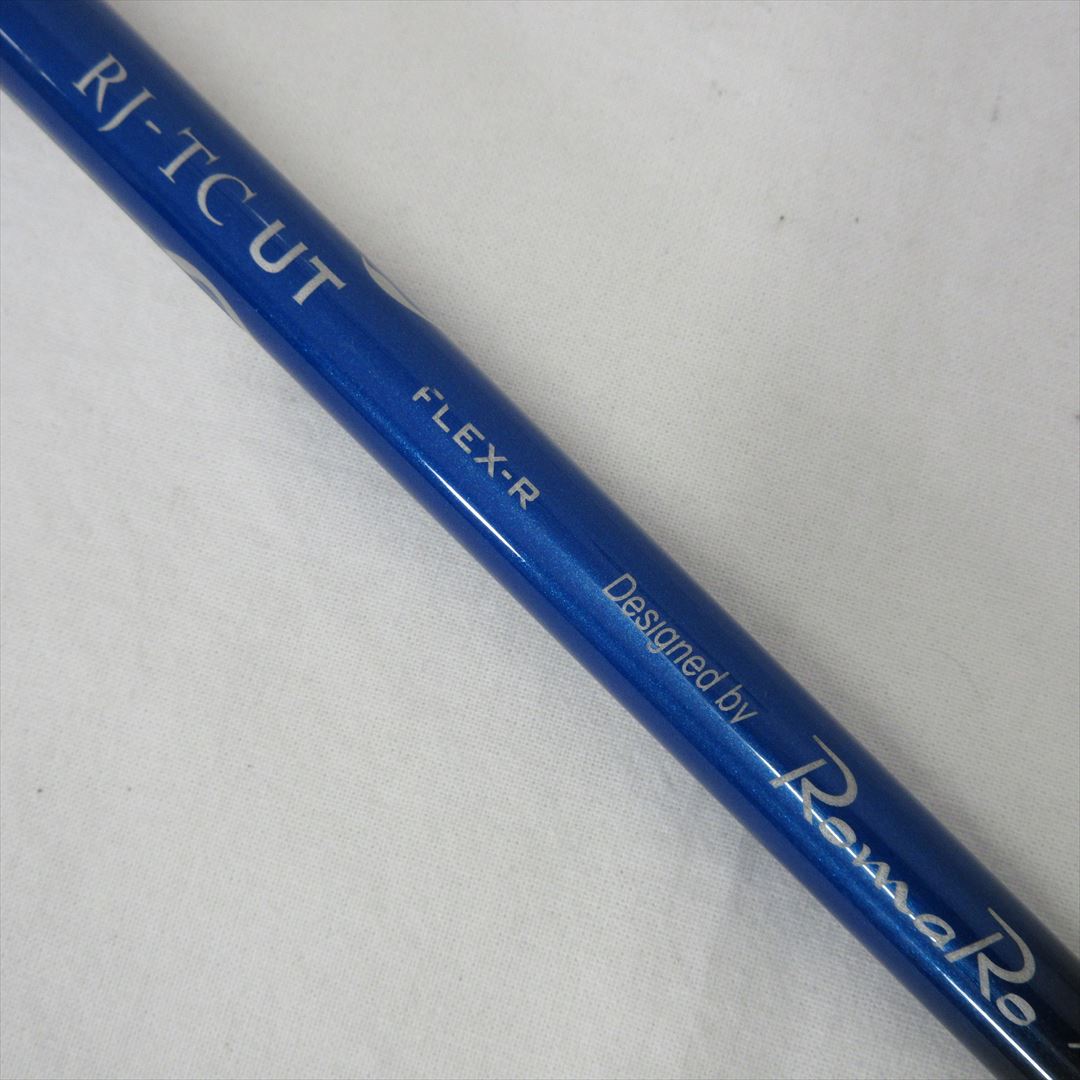 RJ-TC UT
FLEX-R
Designed by
RomaRo